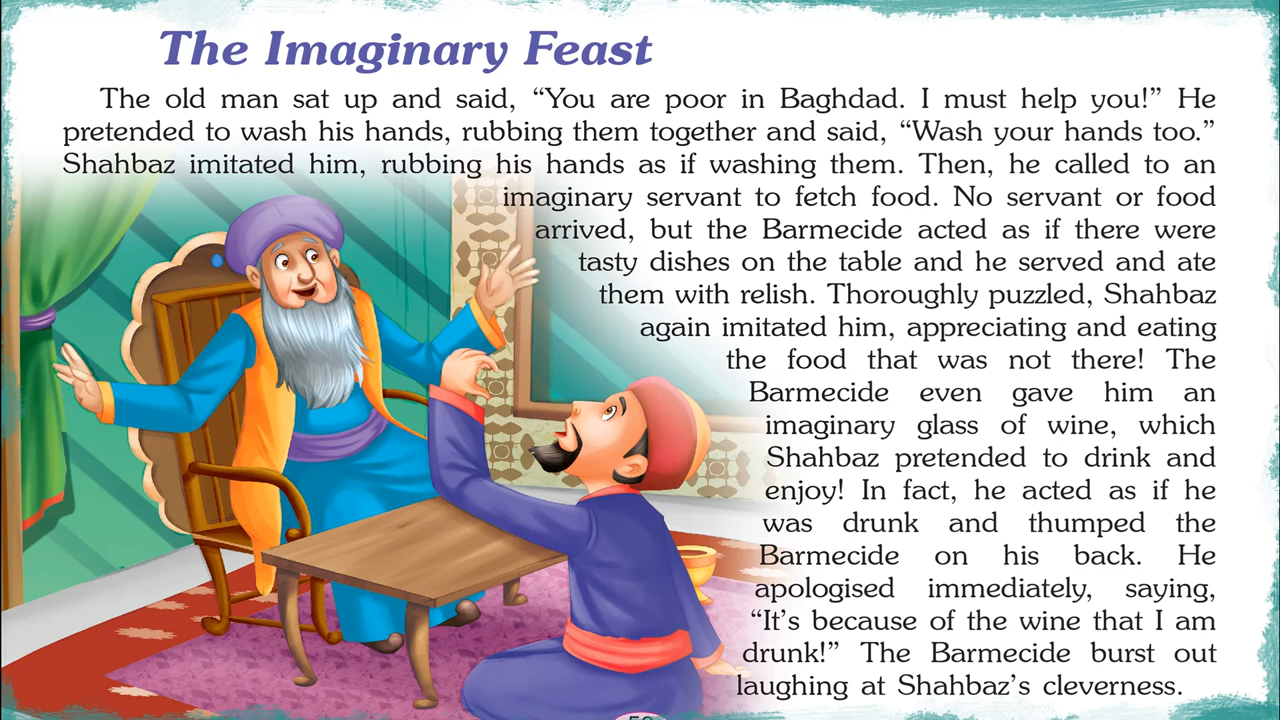 The Imaginary Feast
The old man sat up and said, “You are poor in Baghdad. I must help you!” He
pretended to wash his hands, rubbing them together and said, “Wash your hands too.”
Shahbaz imitated him, rubbing his hands as if washing them. Then, he called to an
imaginary servant to fetch food. No servant or food
arrived, but the Barmecide acted as if there were
tasty dishes on the table and he served and ate
them with relish. Thoroughly puzzled, Shahbaz
again imitated him, appreciating and eating
the food that was not there! The
Barmecide even gave him an
imaginary glass of wine, which
Shahbaz pretended to drink and
enjoy! In fact, he acted as if he
was drunk and thumped the
Barmecide on his back. He
apologised immediately, saying,
“It’s because of the wine that I am
drunk!” The Barmecide burst out
laughing at Shahbaz’s cleverness.